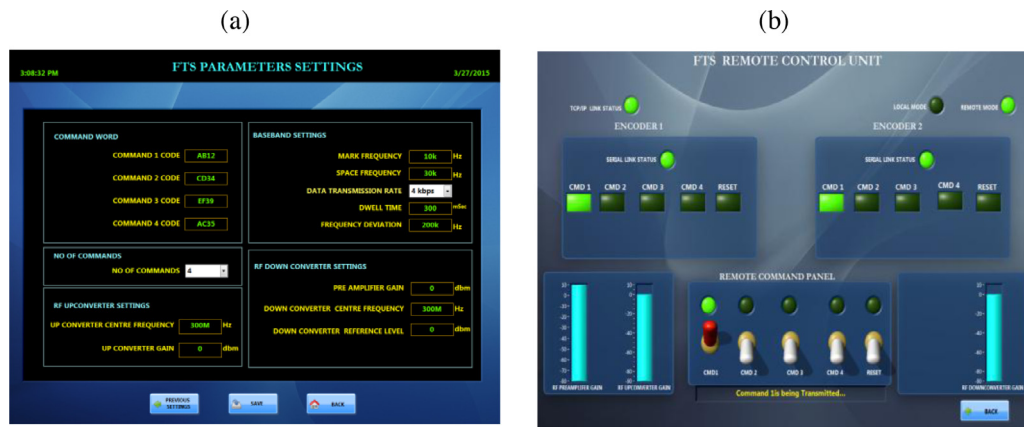 (a)
3:08:32 PM
FTS PARAMETERS SETTINGS
3/27/2015
COMMAND WORD
COMMAND 1 CODE AB12
COMMAND 2 CODE CD34
COMMAND 3 CODE EF39
COMMAND 4 CODE AC35
NO OF COMMANDS
NO OF COMMANDS 4
RF UPCONVERTER SETTINGS
UP CONVERTER CENTRE FREQUENCY 300M Hz
UP CONVERTER GAIN 0 dbm
BASEBAND SETTINGS
MARK FREQUENCY 10k Hz
SPACE FREQUENCY 30k Hz
DATA TRANSMISSION RATE 4 kbps
DWELL TIME 300 mSec
FREQUENCY DEVIATION 200k Hz
RF DOWN CONVERTER SETTINGS
PRE AMPLIFIER GAIN 0 dbm
DOWN CONVERTER CENTRE FREQUENCY 300M Hz
DOWN CONVERTER REFERENCE LEVEL 0 dbm
PREVIOUS
SETTINGS
SAVE
BACK
(b)
FTS REMOTE CONTROL UNIT
TCP/IP LINK STATUS
LOCAL MODE
REMOTE MODE
ENCODER 1
SERIAL LINK STATUS
CMD 1 CMD 2 CMD 3 CMD 4 RESET
ENCODER 2
SERIAL LINK STATUS
CMD 1 CMD 2 CMD 3 CMD 4 RESET
RF PREAMPLIFIER GAIN
RF UPCONVERTER GAIN
REMOTE COMMAND PANEL
CMD1 CMD 2 CMD 3 CMD 4 RESET
Command 1is being Transmitted...
RF DOWNCONVERTER GAIN
BACK